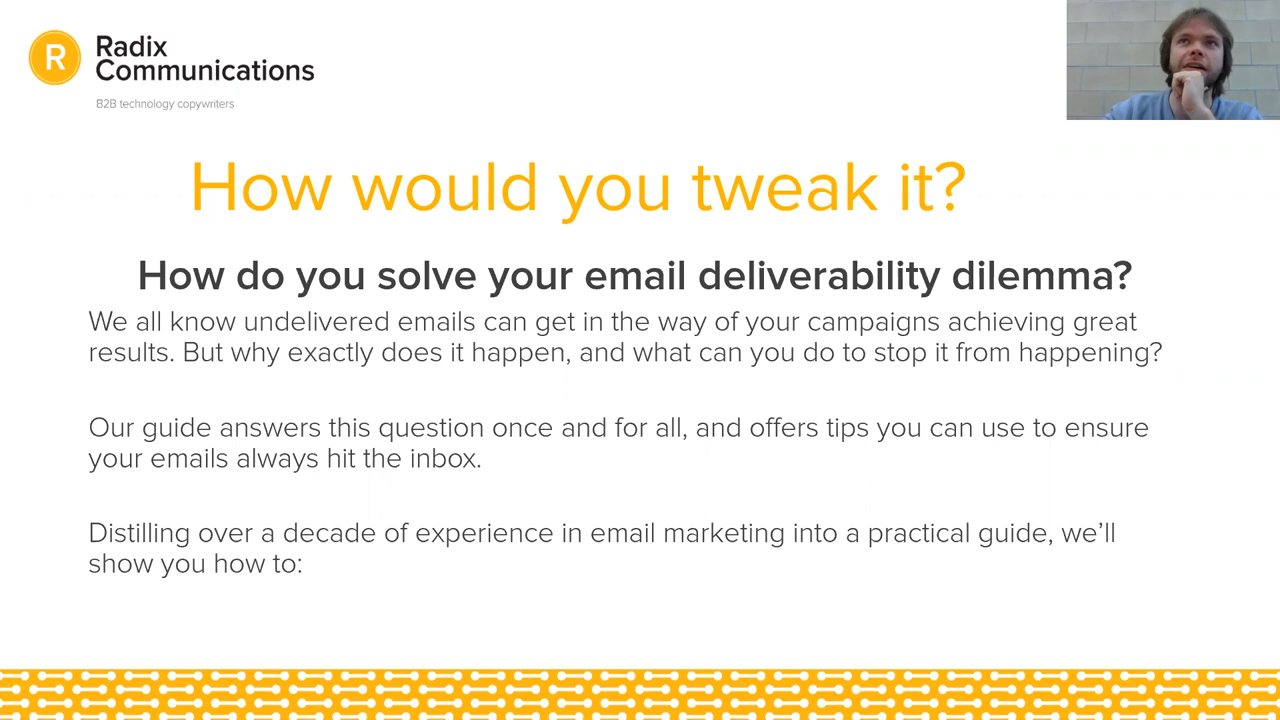 R
Radix
Communications
B2B technology copywriters
How would you tweak it?
How do you solve your email deliverability dilemma?
We all know undelivered emails can get in the way of your campaigns achieving great
results. But why exactly does it happen, and what can you do to stop it from happening?
Our guide answers this question once and for all, and offers tips you can use to ensure
your emails always hit the inbox.
Distilling over a decade of experience in email marketing into a practical guide, we’ll
show you how to: